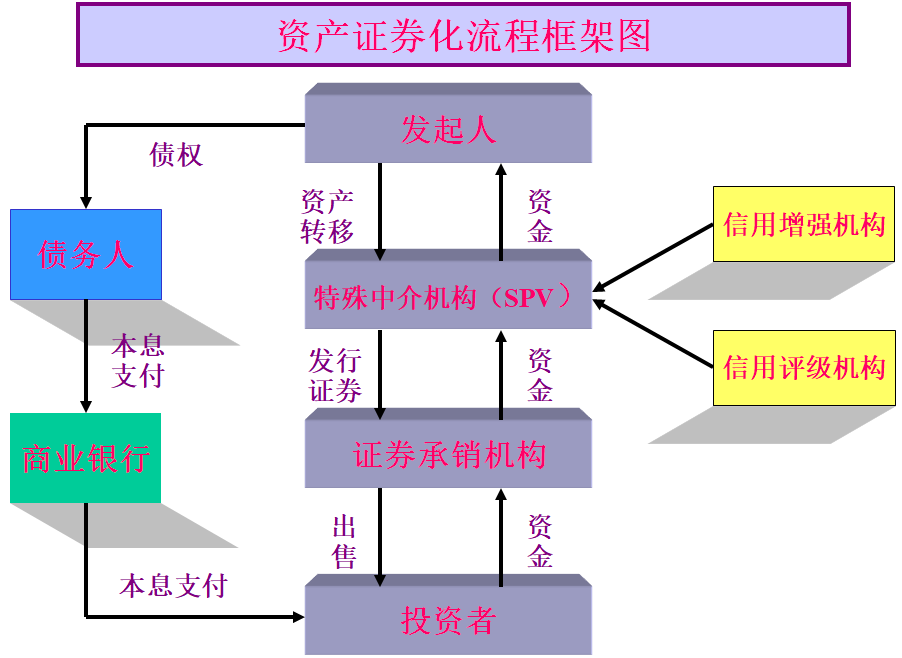 资产证券化流程框架图
发起人
债权
资产
转移
资
金
信用增强机构
债务人
特殊中介机构（SPV）
本息
支付
发行
证券
资
金
信用评级机构
商业银行
证券承销机构
出
售
资
金
本息支付
投资者